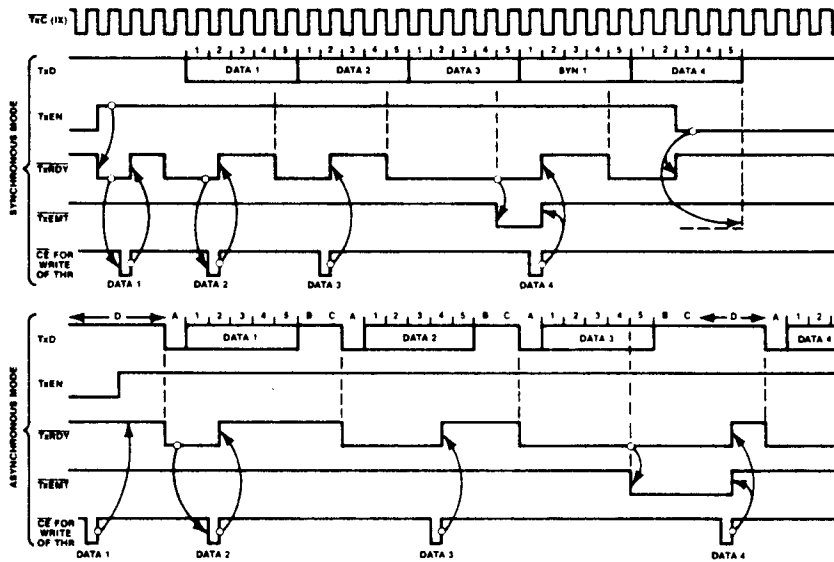 TxC (IX)
SYNCHRONOUS MODE
1 2 3 4 5 1 2 3 4 5 1 2 3 4 5 1 2 3 4 5 1 2 3 4 5
TxD DATA 1 DATA 2 DATA 3 SYN 1 DATA 4
TxEN
TxRDY
TxEMT
CE FOR
WRITE
OF THR
DATA 1 DATA 2 DATA 3 DATA 4
ASYNCHRONOUS MODE
D A 1 2 3 4 5 B C A 1 2 3 4 5 B C A 1 2 3 4 5 B C D A 1 2
TxD DATA 1 DATA 2 DATA 3 DATA 4
TxEN
TxRDY
TxEMT
CE FOR
WRITE
OF THR
DATA 1 DATA 2 DATA 3 DATA 4